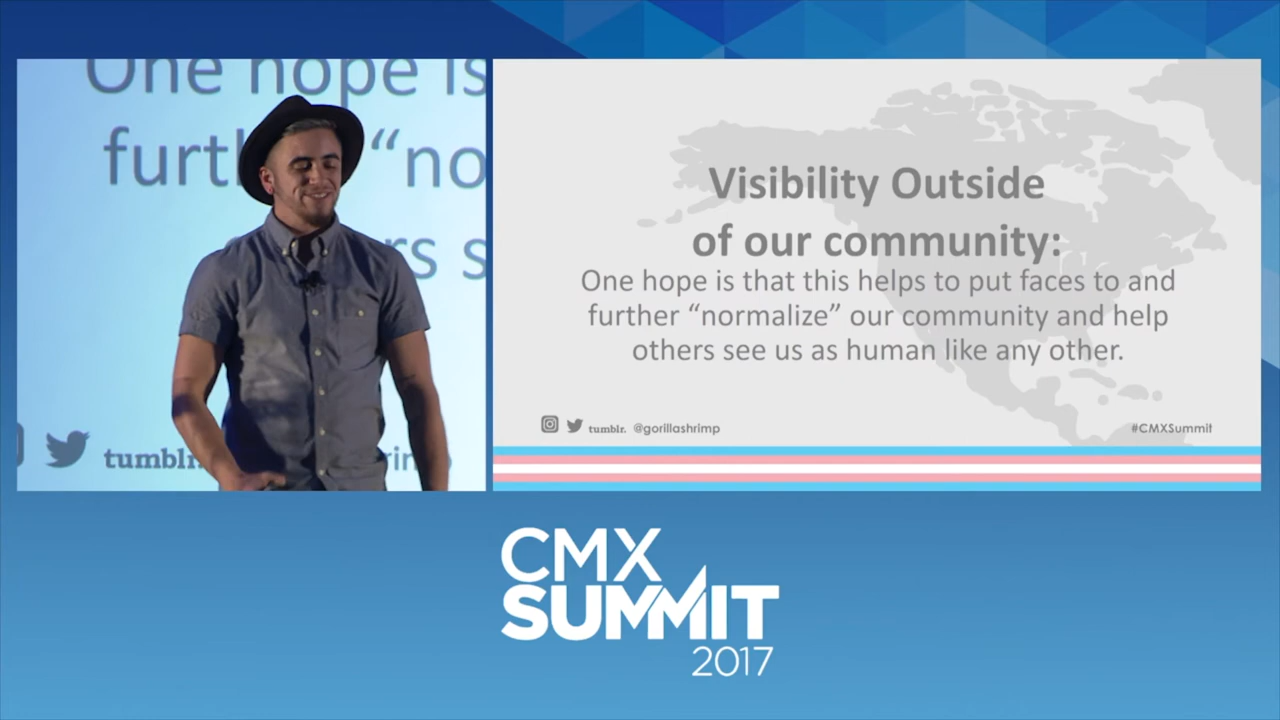 One hope is
furt “no
rs s
tumblr.
Visibility Outside
of our community:
One hope is that this helps to put faces to and
further “normalize” our community and help
others see us as human like any other.
tumblr. @gorillashrimp
#CMXSummit
CMX
SUMMIT
2017